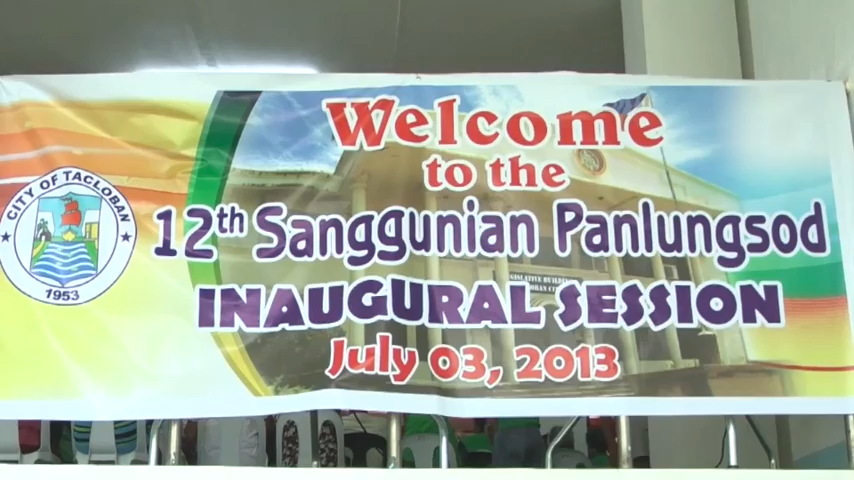 Welcome
to the
12th Sanggunian Panlungsod
INAUGURAL SESSION
July 03, 2013
CITY OF TACLOBAN
1953